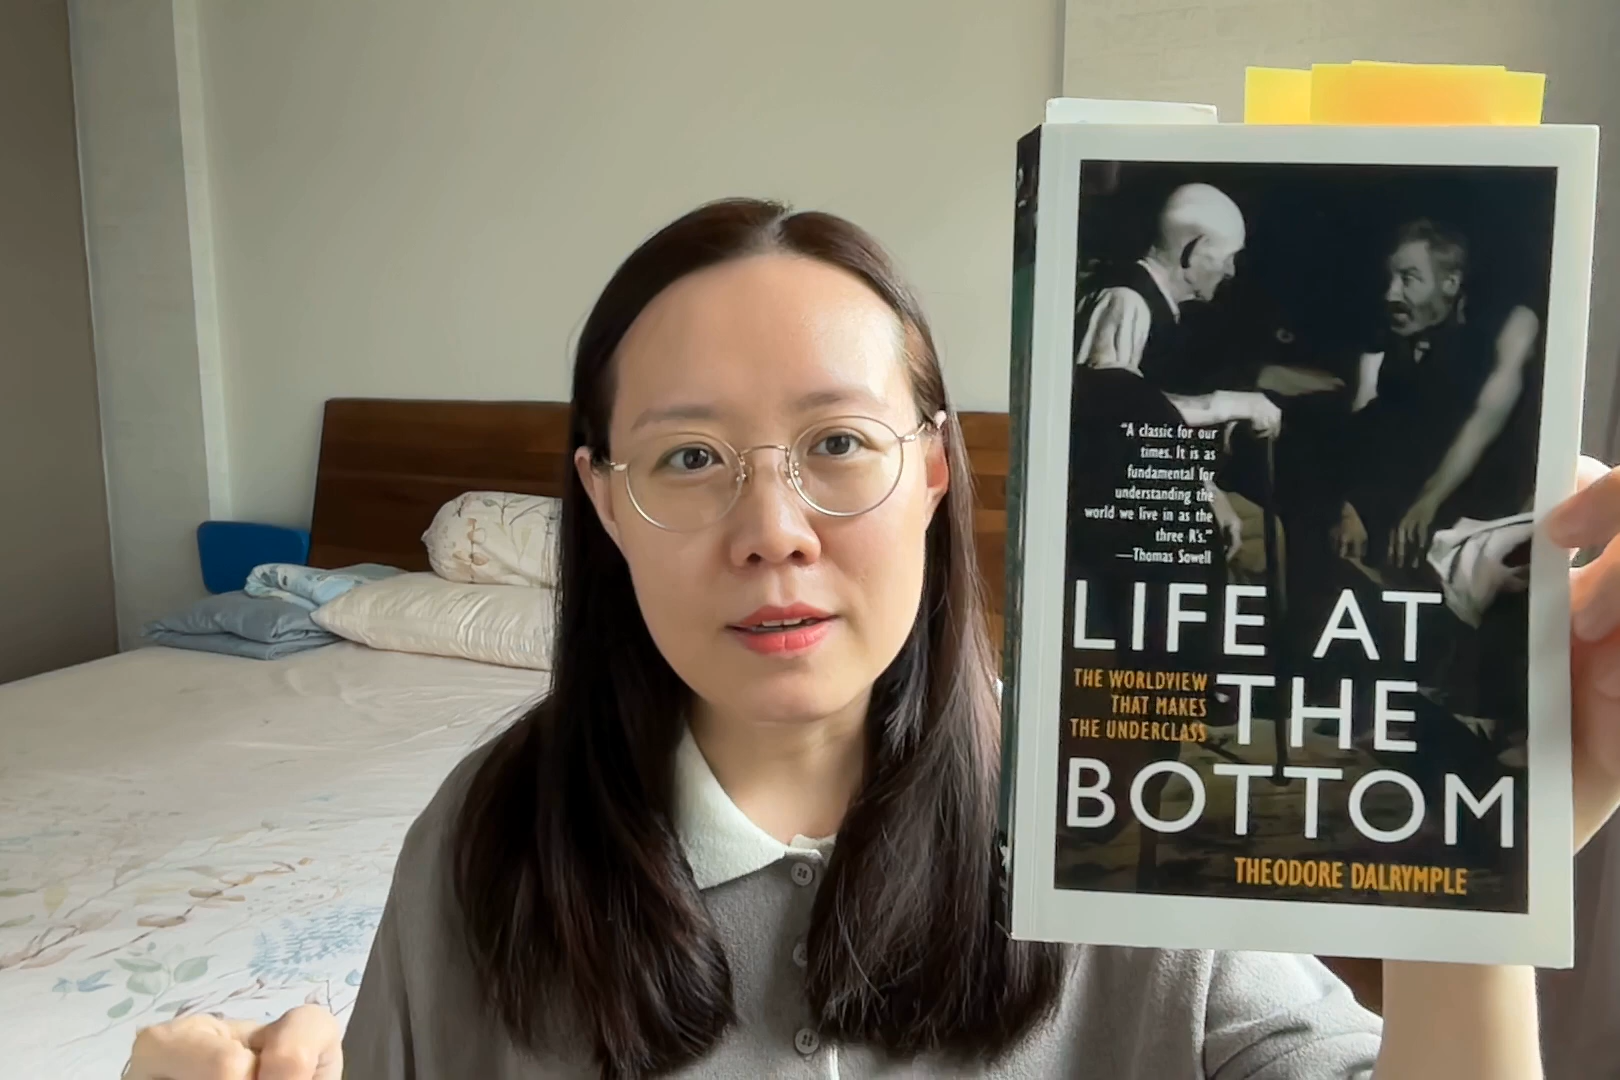 "A classic for our
times. It is as
fundamental for
understanding the
world we live in as the
three R's."
—Thomas Sowell
LIFE AT
THE
BOTTOM
THE WORLDVIEW
THAT MAKES
THE UNDERCLASS
THEODORE DALRYMPLE